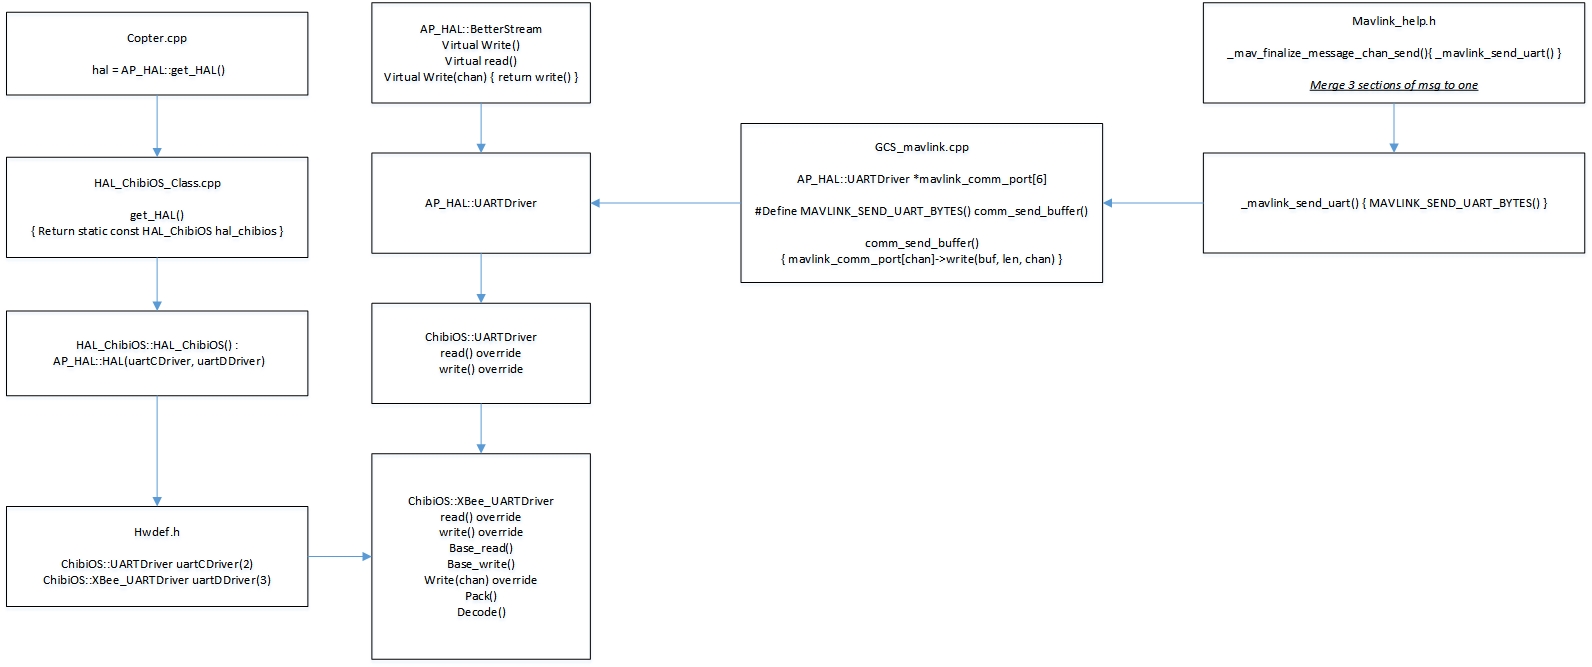 Copter.cpp
hal = AP_HAL::get_HAL()
HAL_ChibiOS_Class.cpp
get_HAL()
{ Return static const HAL_ChibiOS hal_chibios }
HAL_ChibiOS::HAL_ChibiOS() :
AP_HAL::HAL(uartCDriver, uartDDriver)
Hwdef.h
ChibiOS::UARTDriver uartCDriver(2)
ChibiOS::XBee_UARTDriver uartDDriver(3)
AP_HAL::BetterStream
Virtual Write()
Virtual read()
Virtual Write(chan) { return write() }
AP_HAL::UARTDriver
ChibiOS::UARTDriver
read() override
write() override
ChibiOS::XBee_UARTDriver
read() override
write() override
Base_read()
Base_write()
Write(chan) override
Pack()
Decode()
GCS_mavlink.cpp
AP_HAL::UARTDriver *mavlink_comm_port[6]
#Define MAVLINK_SEND_UART_BYTES() comm_send_buffer()
comm_send_buffer()
{ mavlink_comm_port[chan]->write(buf, len, chan) }
Mavlink_help.h
_mav_finalize_message_chan_send(){ _mavlink_send_uart() }
Merge 3 sections of msg to one
_mavlink_send_uart() { MAVLINK_SEND_UART_BYTES() }